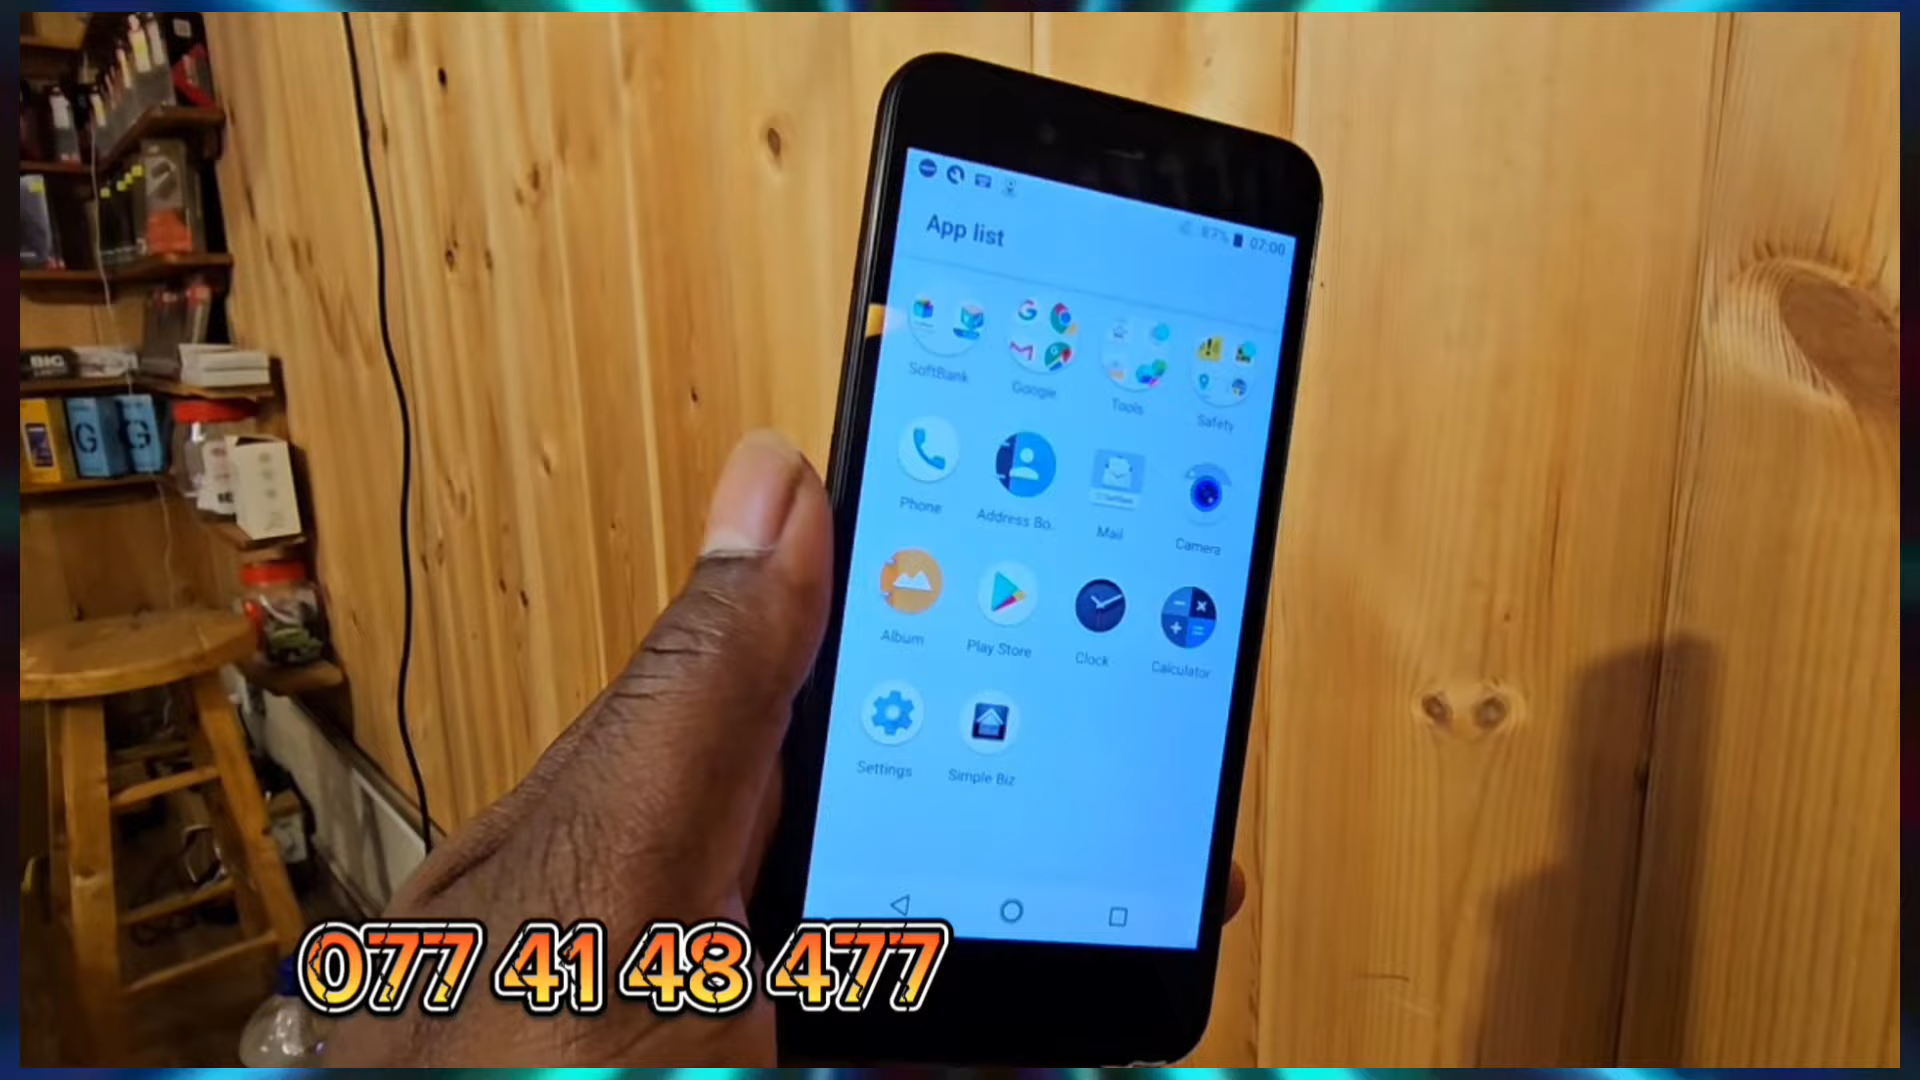 87% 07:00
App list
SoftBank Google Tools Safety
Phone Address Bo.. Mail Camera
Album Play Store Clock Calculator
Settings Simple Biz
BIG
G G
077 41 48 477